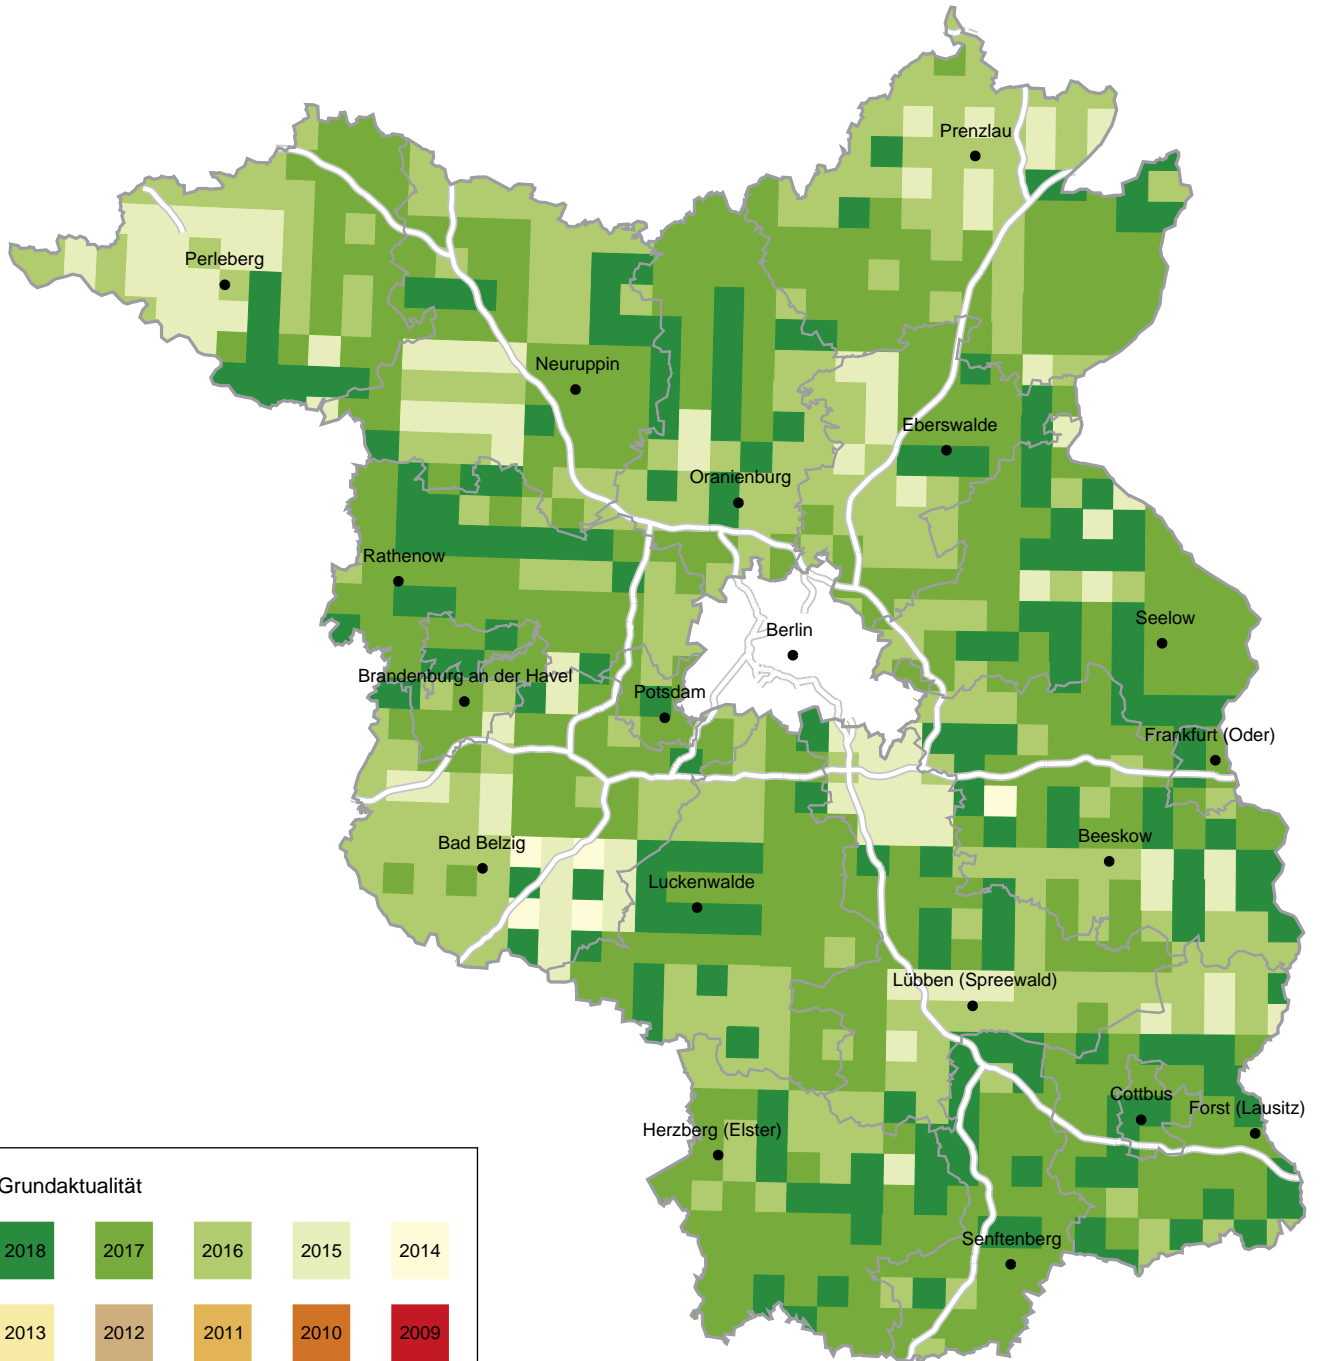 Prenzlau
Perleberg
Neuruppin
Eberswalde
Oranienburg
Rathenow
Seelow
Berlin
Brandenburg an der Havel
Potsdam
Frankfurt (Oder)
Beeskow
Bad Belzig
Luckenwalde
Lübben (Spreewald)
Cottbus
Forst (Lausitz)
Herzberg (Elster)
Senftenberg
Grundaktualität
2018 2017 2016 2015 2014
2013 2012 2011 2010 2009